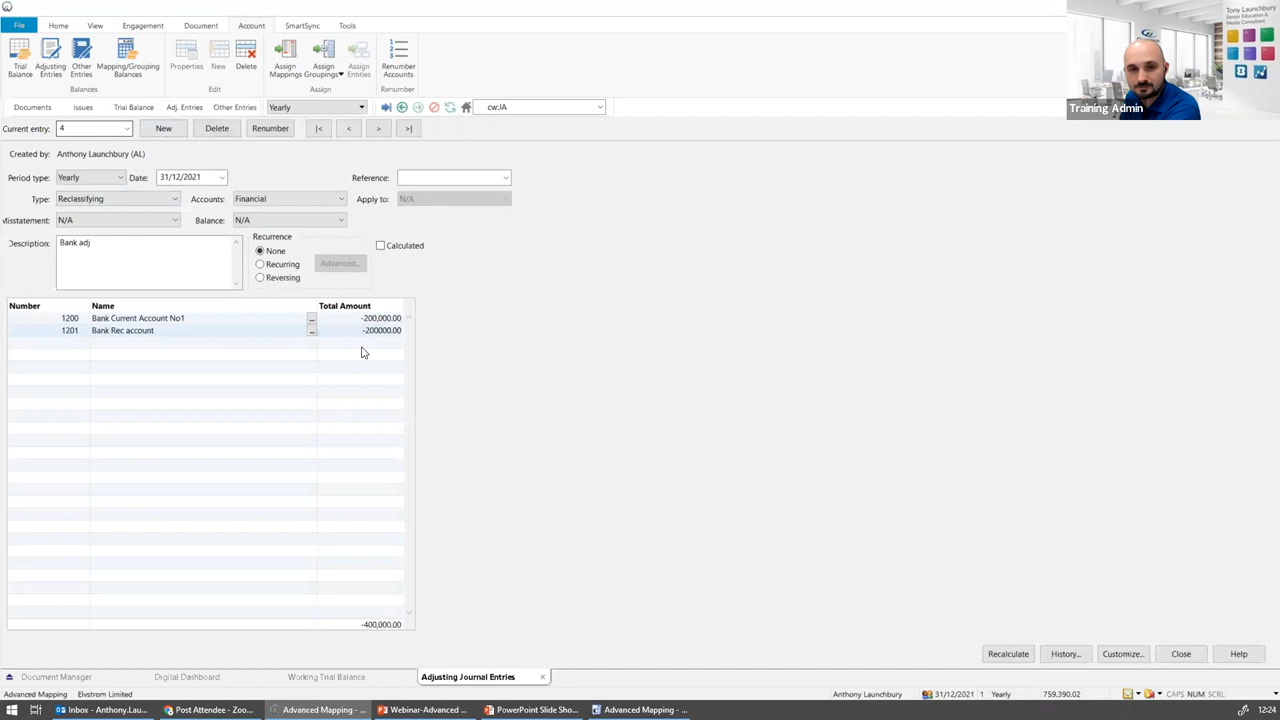 Tony Launchbury
Senior Education &
Media Consultant
Training Admin
File Home View Engagement Document Account SmartSync Tools
Trial Balance
Adjusting Entries
Other Entries
Mapping/Grouping Balances
Properties
New
Delete
Assign Mappings
Assign Groupings
Assign Entities
Renumber Accounts
Balances Edit Assign Renumber
Documents Issues Trial Balance Adj. Entries Other Entries Yearly cw:JA
Current entry: 4 New Delete Renumber |< < > >|
Created by: Anthony Launchbury (AL)
Period type: Yearly Date: 31/12/2021 Reference:
Type: Reclassifying Accounts: Financial Apply to: N/A
Misstatement: N/A Balance: N/A
Description: Bank adj
Recurrence
None
Recurring
Reversing
Advanced...
Calculated
Number Name Total Amount
1200 Bank Current Account No1 ... -200,000.00
1201 Bank Rec account ... -200000.00
-400,000.00
Recalculate History... Customize... Close Help
Document Manager Digital Dashboard Working Trial Balance Adjusting Journal Entries ×
Advanced Mapping Elvstrom Limited Anthony Launchbury 31/12/2021 1 Yearly 759,390.02 CAPS NUM SCRL
Inbox - Anthony.Lau... Post Attendee - Zoo... Advanced Mapping - ... Webinar-Advanced ... PowerPoint Slide Sho... Advanced Mapping - ... 12:24